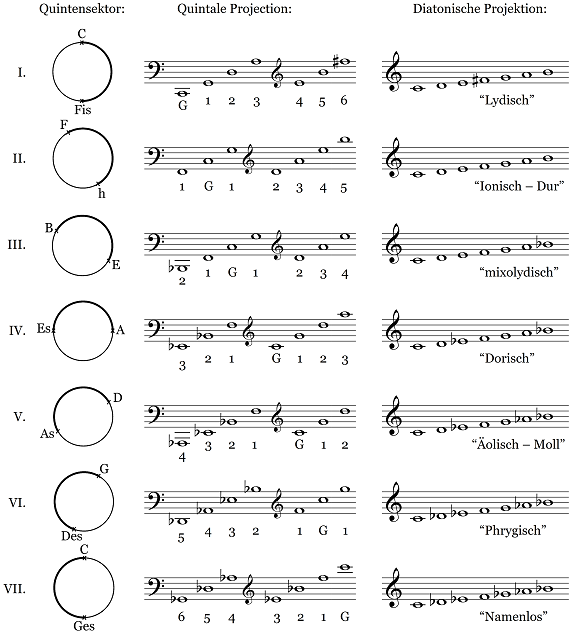 Quintensektor: Quintale Projection: Diatonische Projektion:
C
I.
Fis
G 1 2 3 4 5 6
“Lydisch”
F
II.
h
1 G 1 2 3 4 5
“Ionisch – Dur”
B
III.
E
2 1 G 1 2 3 4
“mixolydisch”
IV.
Es A
3 2 1 G 1 2 3
“Dorisch”
D
V.
As
4 3 2 1 G 1 2
“Äolisch – Moll”
G
VI.
Des
5 4 3 2 1 G 1
“Phrygisch”
C
VII.
Ges
6 5 4 3 2 1 G
“Namenlos”